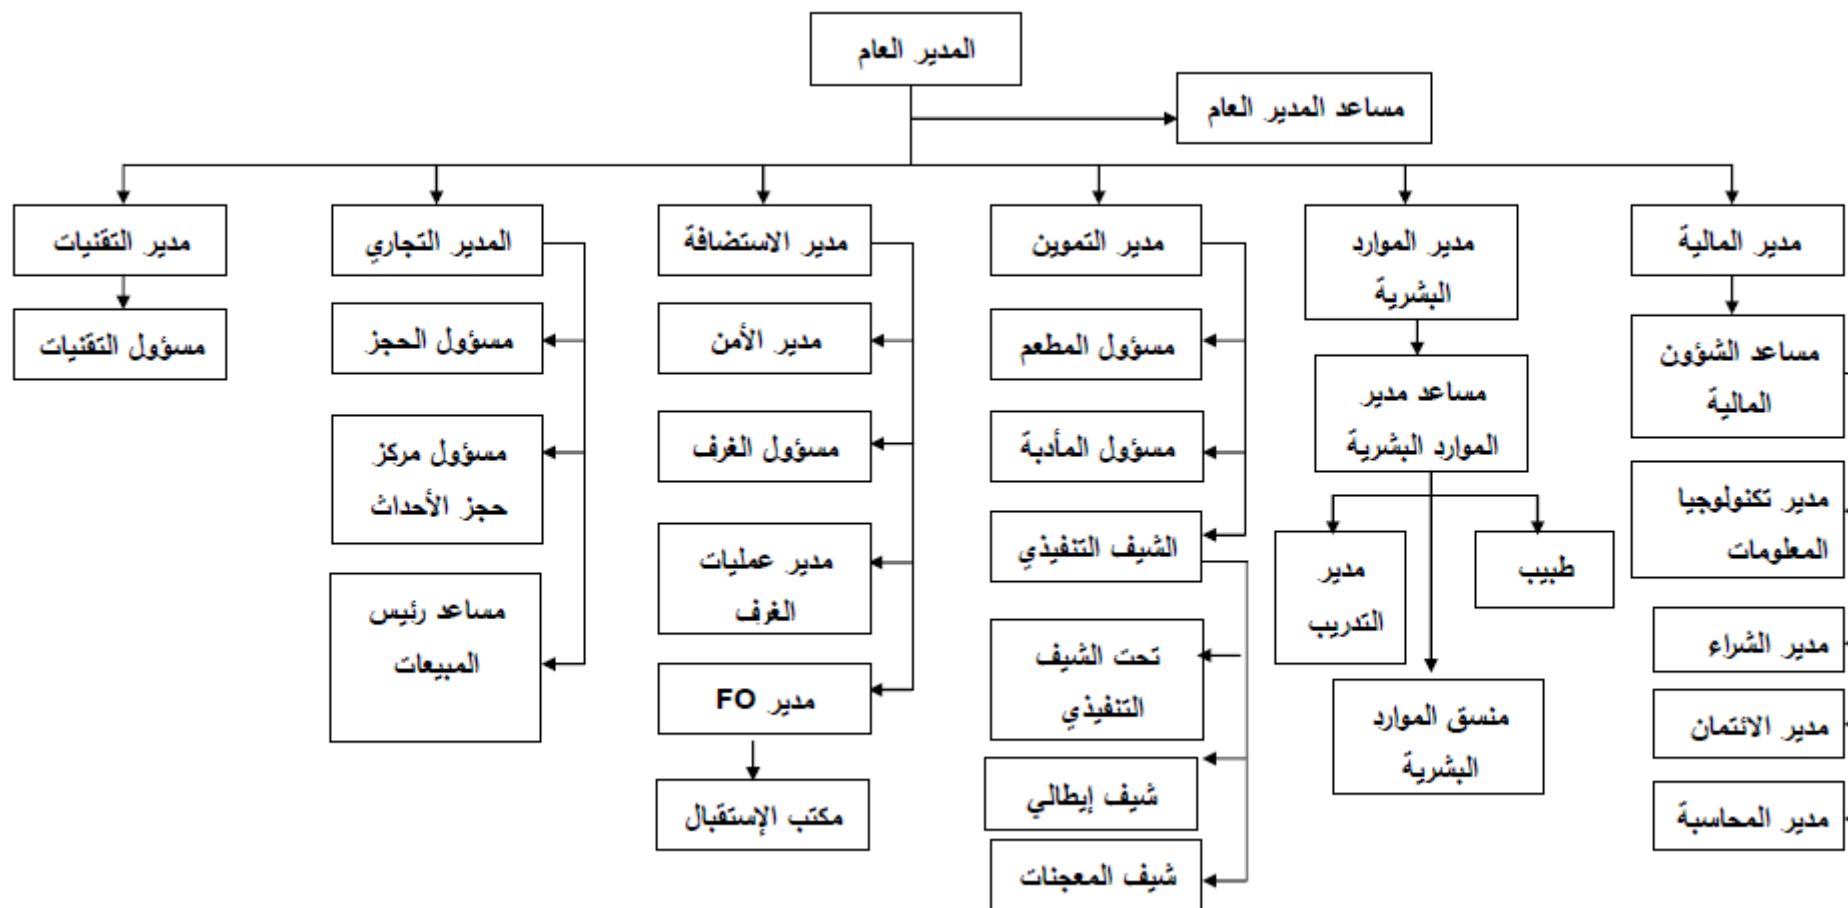 المدير العام
مساعد المدير العام
مدير المالية
مدير الموارد
البشرية
مدير التموين
مدير الاستضافة
المدير التجاري
مدير التقنيات
مساعد الشؤون
المالية
مدير تكنولوجيا
المعلومات
مدير الشراء
مدير الائتمان
مدير المحاسبة
مساعد مدير
الموارد البشرية
طبيب
مدير
التدريب
منسق الموارد
البشرية
مسؤول المطعم
مسؤول المأدبة
الشيف التنفيذي
تحت الشيف
التنفيذي
شيف إيطالي
شيف المعجنات
مدير الأمن
مسؤول الغرف
مدير عمليات
الغرف
مدير FO
مكتب الإستقبال
مسؤول الحجز
مسؤول مركز
حجز الأحداث
مساعد رئيس
المبيعات
مسؤول التقنيات